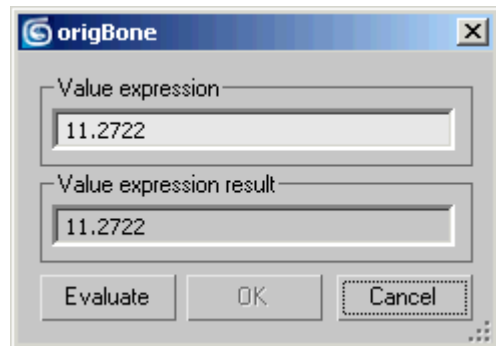 origBone
Value expression
11.2722
Value expression result
11.2722
Evaluate OK Cancel